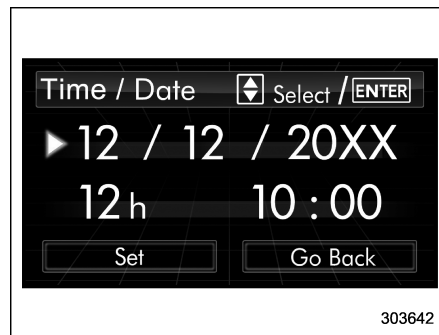 Time / Date Select / ENTER
12 / 12 / 20XX
12h 10 : 00
Set Go Back
303642